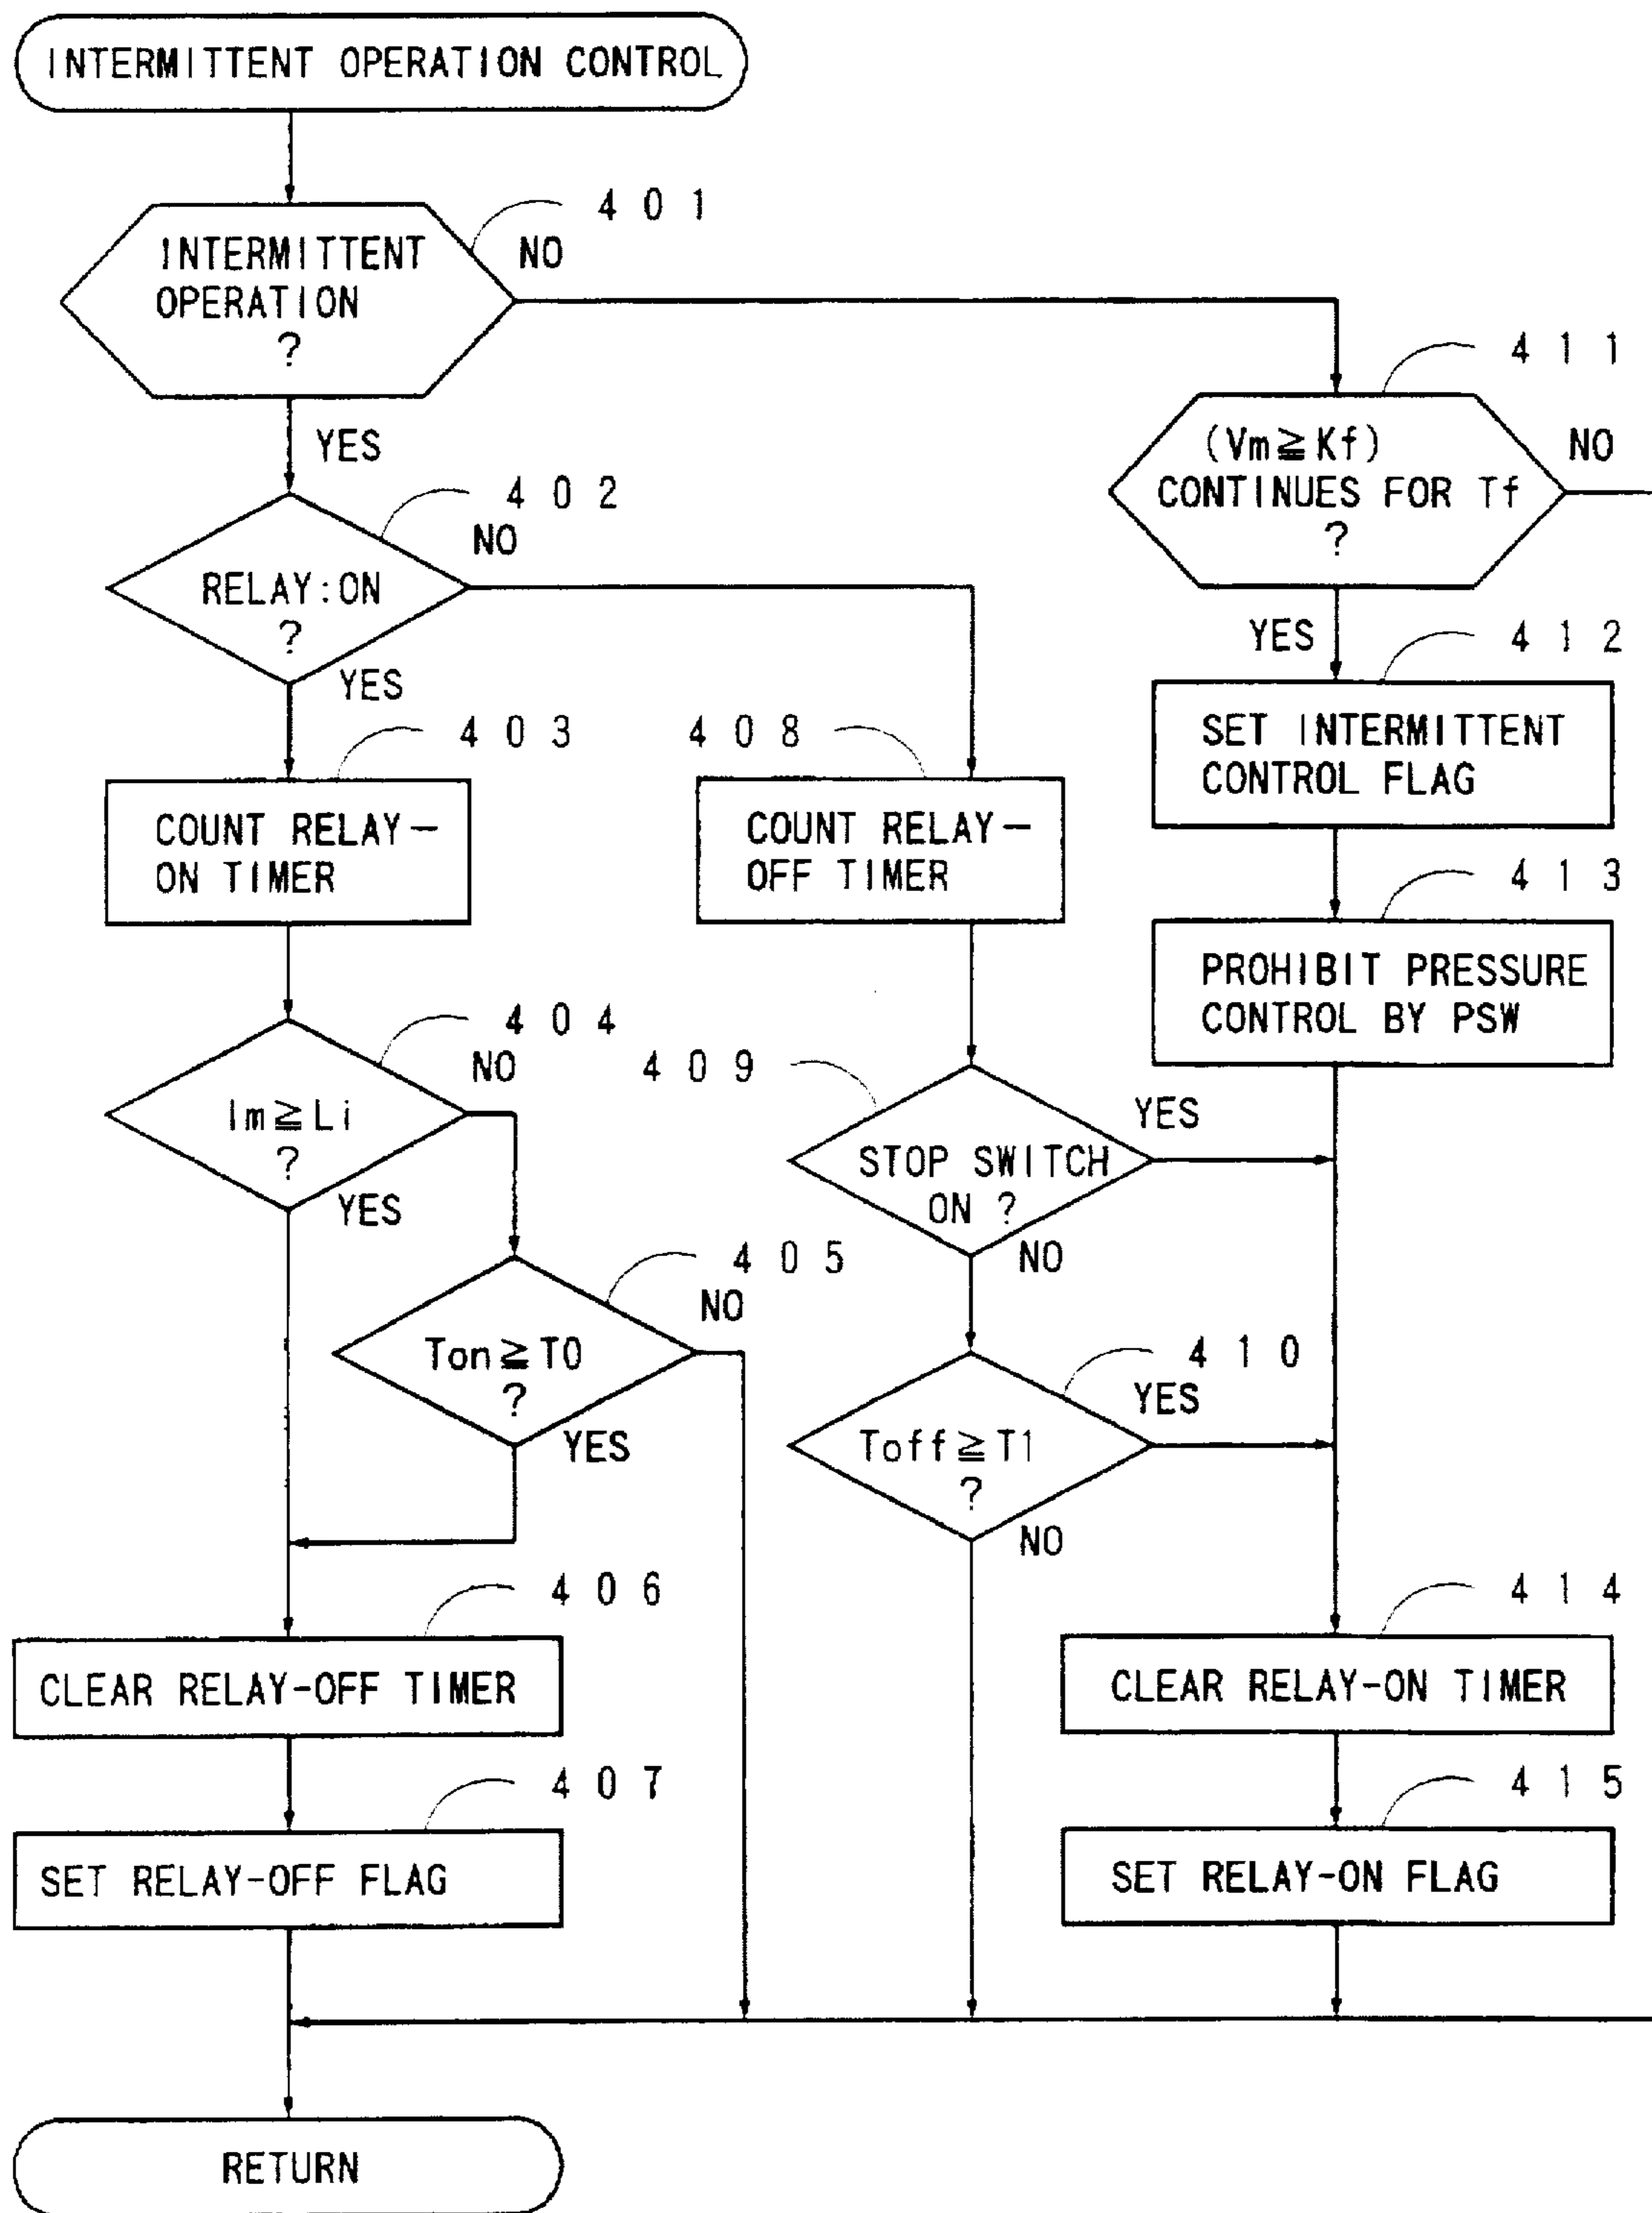 INTERMITTENT OPERATION CONTROL
401
INTERMITTENT
OPERATION
?
NO
YES
402
RELAY:ON
?
NO
YES
403
COUNT RELAY-
ON TIMER
404
Im≧Li
?
NO
YES
405
Ton≧T0
?
NO
YES
406
CLEAR RELAY-OFF TIMER
407
SET RELAY-OFF FLAG
408
COUNT RELAY-
OFF TIMER
409
STOP SWITCH
ON ?
YES
NO
410
Toff≧T1
?
YES
NO
411
(Vm≧Kf)
CONTINUES FOR Tf
?
NO
YES
412
SET INTERMITTENT
CONTROL FLAG
413
PROHIBIT PRESSURE
CONTROL BY PSW
414
CLEAR RELAY-ON TIMER
415
SET RELAY-ON FLAG
RETURN